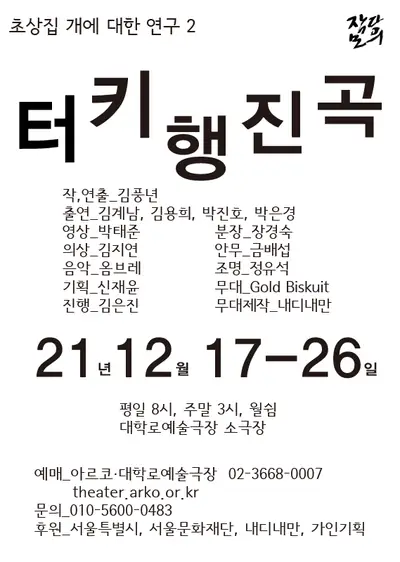 초상집 개에 대한 연구 2
터키행진곡
작,연출_김풍년
출연_김계남, 김용희, 박진호, 박은경
영상_박태준 분장_장경숙
의상_김지연 안무_금배섭
음악_옴브레 조명_정유석
기획_신재윤 무대_Gold Biskuit
진행_김은진 무대제작_내디내만
21년 12월 17-26일
평일 8시, 주말 3시, 월쉼
대학로예술극장 소극장
예매_아르코·대학로예술극장 02-3668-0007
theater.arko.or.kr
문의_010-5600-0483
후원_서울특별시, 서울문화재단, 내디내만, 가인기획